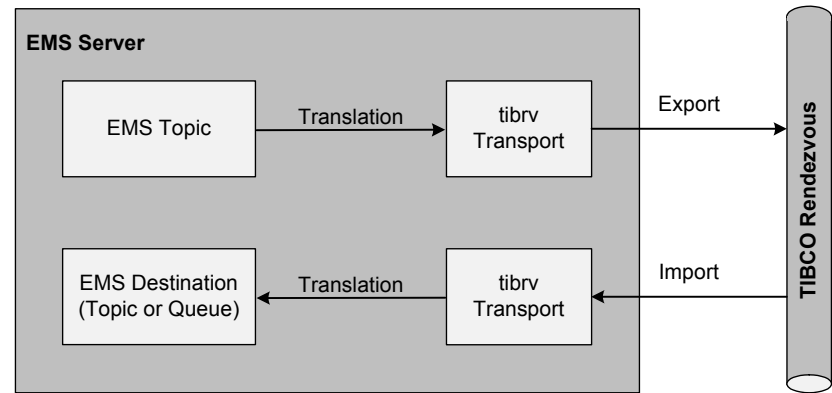 EMS Server
EMS Topic
Translation
tibrv
Transport
Export
EMS Destination
(Topic or Queue)
Translation
tibrv
Transport
Import
TIBCO Rendezvous